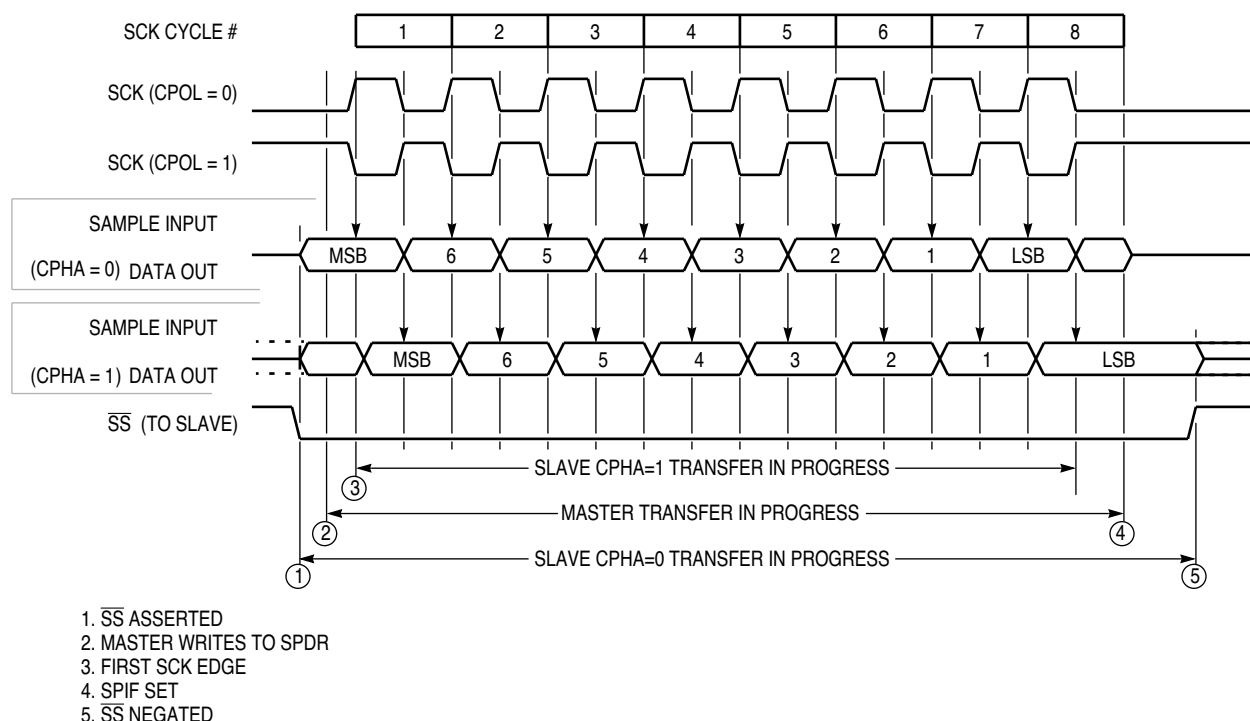 SCK CYCLE # 1 2 3 4 5 6 7 8
SCK (CPOL = 0)
SCK (CPOL = 1)
SAMPLE INPUT
(CPHA = 0) DATA OUT MSB 6 5 4 3 2 1 LSB
SAMPLE INPUT
(CPHA = 1) DATA OUT MSB 6 5 4 3 2 1 LSB
SS (TO SLAVE)
SLAVE CPHA=1 TRANSFER IN PROGRESS
3
MASTER TRANSFER IN PROGRESS
2 4
SLAVE CPHA=0 TRANSFER IN PROGRESS
1 5
1. SS ASSERTED
2. MASTER WRITES TO SPDR
3. FIRST SCK EDGE
4. SPIF SET
5. SS NEGATED